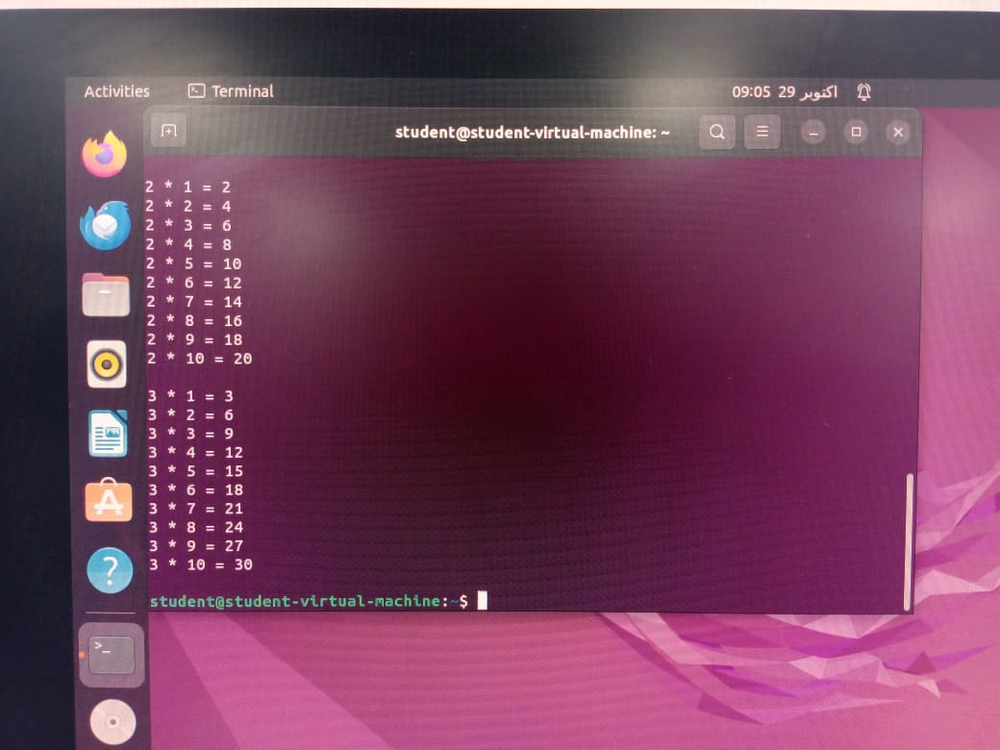 Activities Terminal 09:05 29 اکتوبر
student@student-virtual-machine: ~
2 * 1 = 2
2 * 2 = 4
2 * 3 = 6
2 * 4 = 8
2 * 5 = 10
2 * 6 = 12
2 * 7 = 14
2 * 8 = 16
2 * 9 = 18
2 * 10 = 20
3 * 1 = 3
3 * 2 = 6
3 * 3 = 9
3 * 4 = 12
3 * 5 = 15
3 * 6 = 18
3 * 7 = 21
3 * 8 = 24
3 * 9 = 27
3 * 10 = 30
student@student-virtual-machine:~$